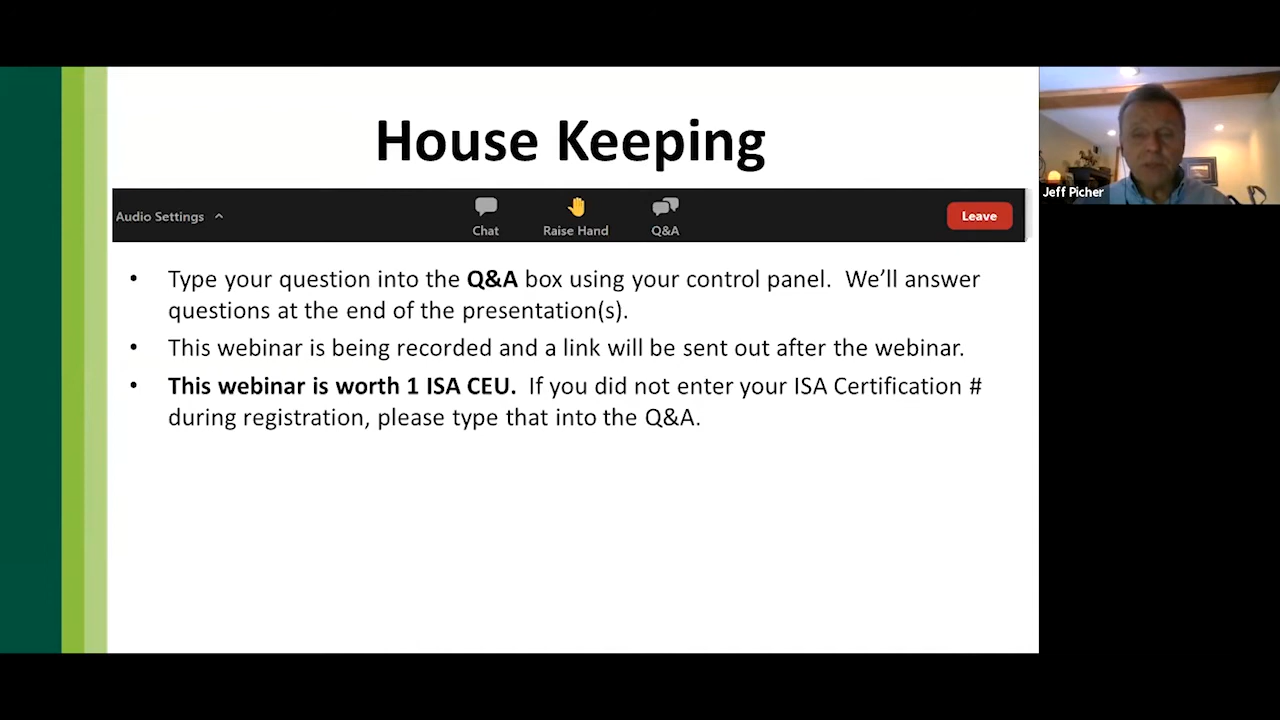 House Keeping
Audio Settings
Chat
Raise Hand
Q&A
Leave
• Type your question into the Q&A box using your control panel.  We’ll answer
questions at the end of the presentation(s).
• This webinar is being recorded and a link will be sent out after the webinar.
• This webinar is worth 1 ISA CEU.  If you did not enter your ISA Certification #
during registration, please type that into the Q&A.
Jeff Picher